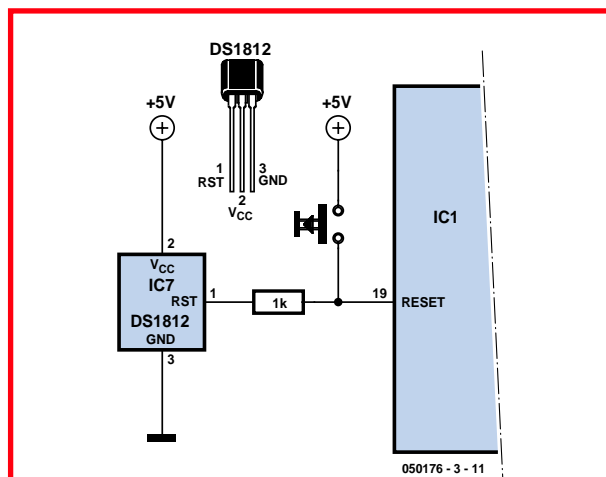 DS1812
+5V
+5V
1
3
RST
GND
2
VCC
IC1
2
VCC
IC7
RST
1
1k
19
RESET
DS1812
GND
3
050176 - 3 - 11